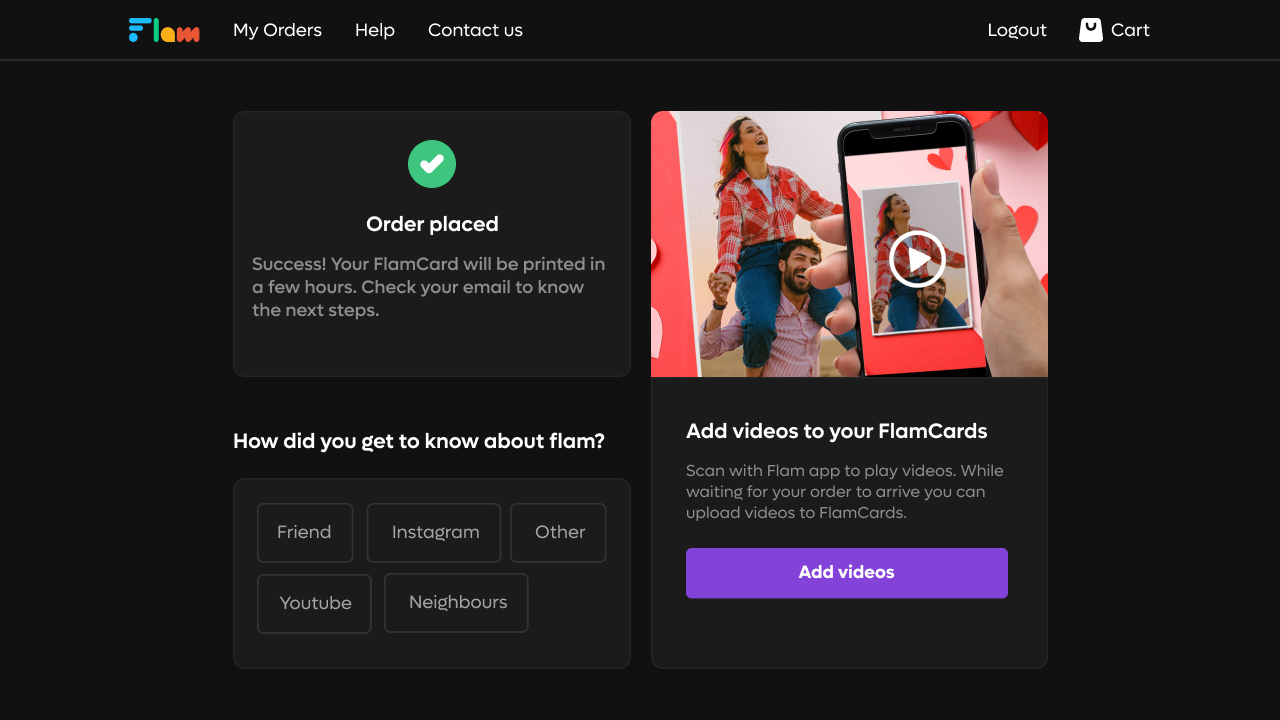 Flam
My Orders
Help
Contact us
Logout
Cart
Order placed
Success! Your FlamCard will be printed in
a few hours. Check your email to know
the next steps.
How did you get to know about flam?
Friend
Instagram
Other
Youtube
Neighbours
Add videos to your FlamCards
Scan with Flam app to play videos. While
waiting for your order to arrive you can
upload videos to FlamCards.
Add videos